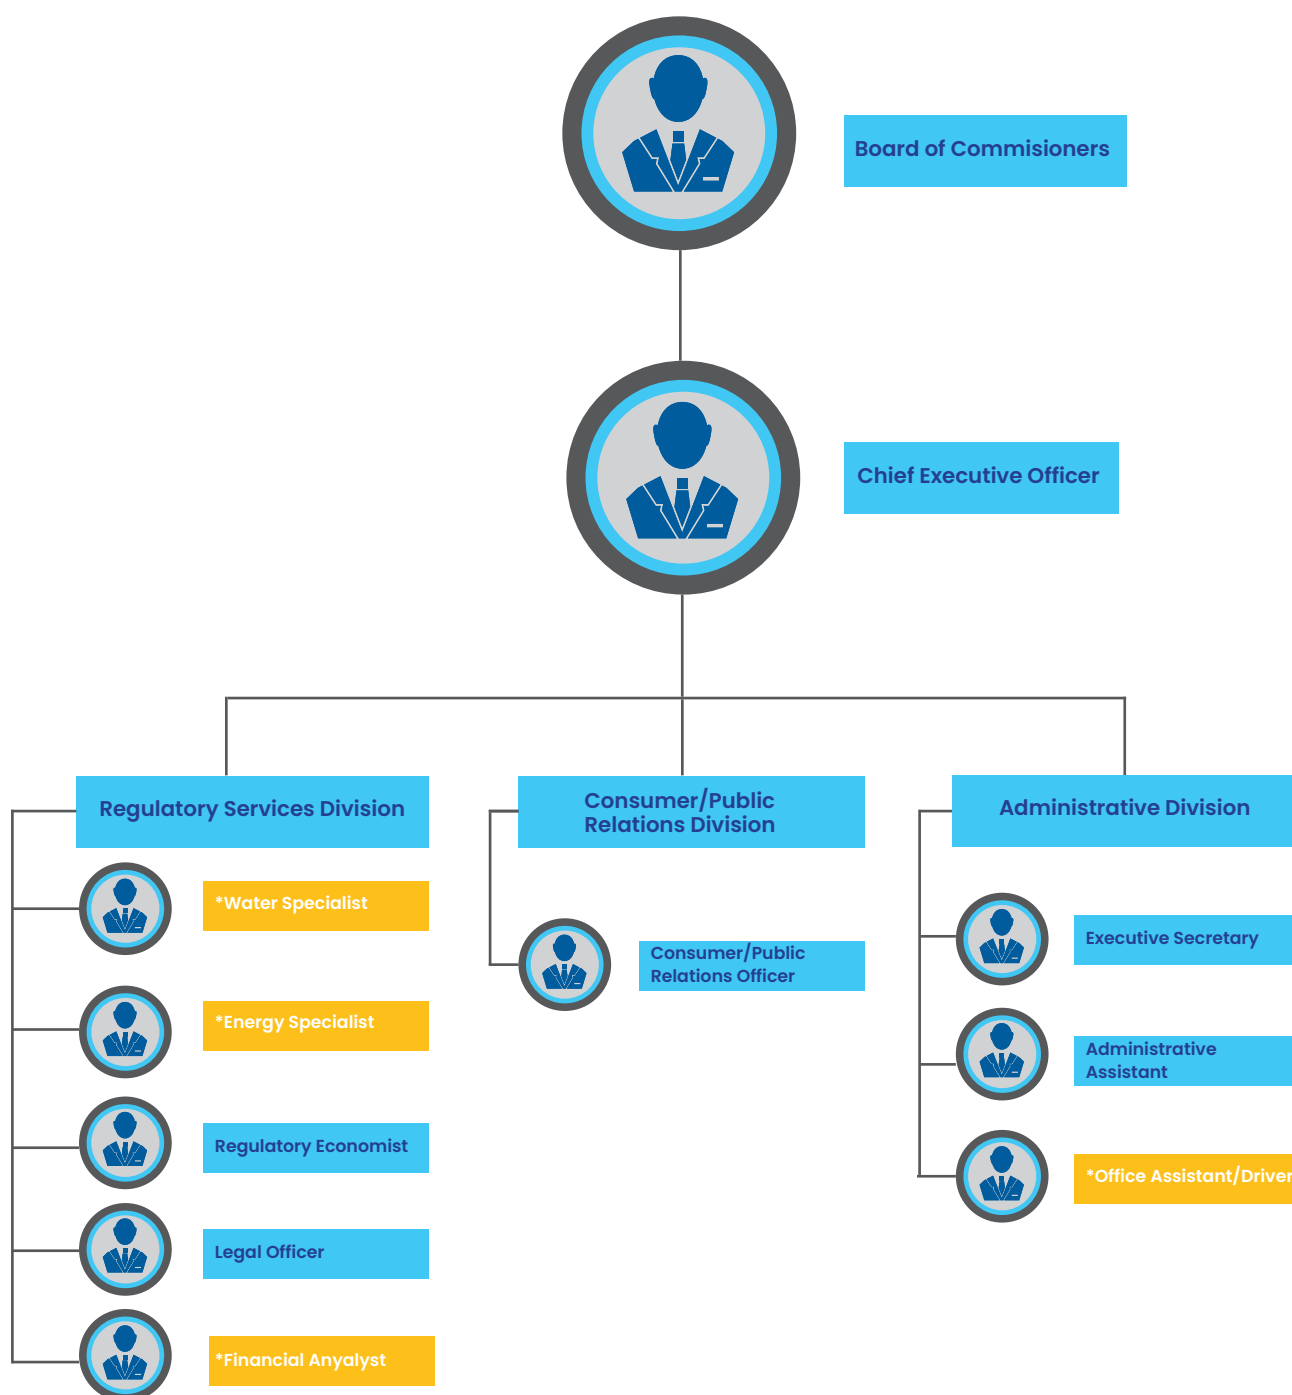 Board of Commisioners
Chief Executive Officer
Regulatory Services Division
*Water Specialist
*Energy Specialist
Regulatory Economist
Legal Officer
*Financial Anyalyst
Consumer/Public
Relations Division
Consumer/Public
Relations Officer
Administrative Division
Executive Secretary
Administrative
Assistant
*Office Assistant/Driver